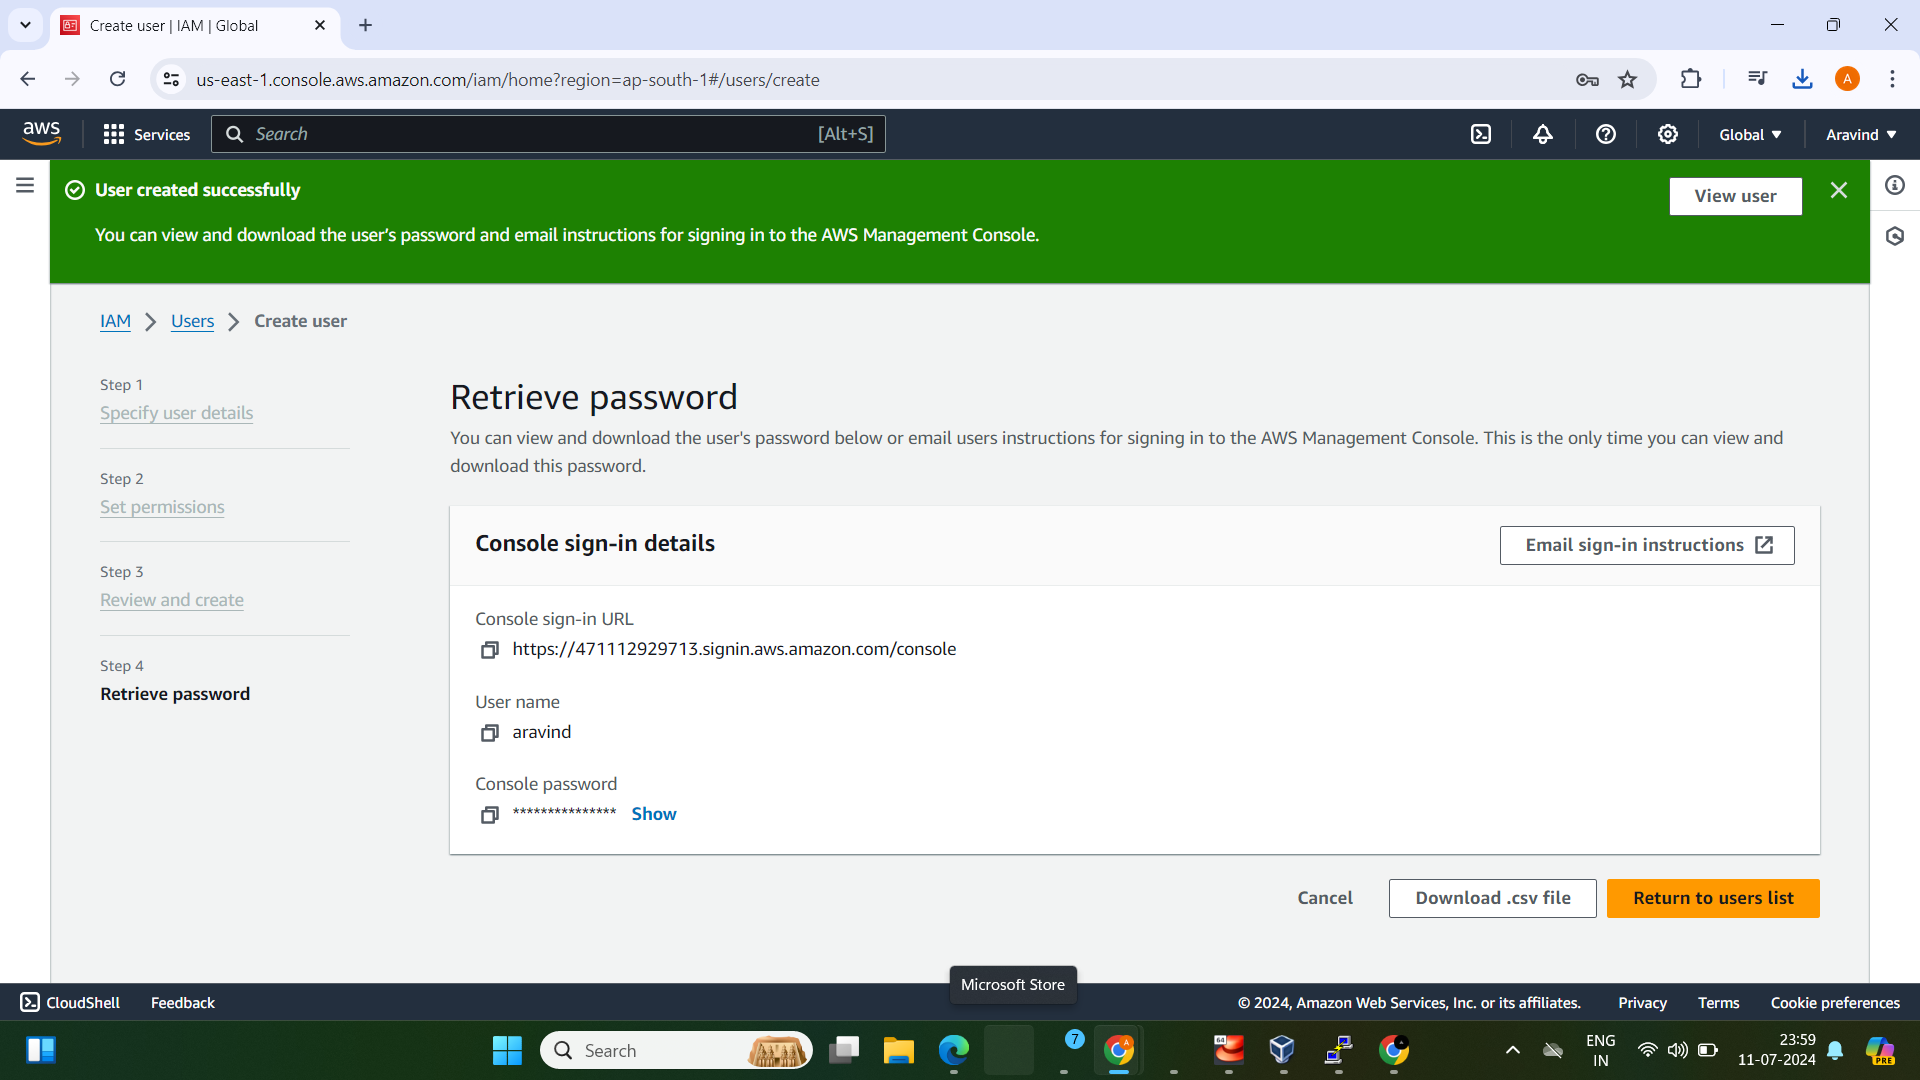 Create user | IAM | Global
us-east-1.console.aws.amazon.com/iam/home?region=ap-south-1#/users/create
A
aws
Services
Search
[Alt+S]
Global
Aravind
User created successfully
View user
You can view and download the user's password and email instructions for signing in to the AWS Management Console.
IAM
Users
Create user
Step 1
Specify user details
Step 2
Set permissions
Step 3
Review and create
Step 4
Retrieve password
Retrieve password
You can view and download the user's password below or email users instructions for signing in to the AWS Management Console. This is the only time you can view and
download this password.
Console sign-in details
Email sign-in instructions
Console sign-in URL
https://471112929713.signin.aws.amazon.com/console
User name
aravind
Console password
*************** Show
Cancel
Download .csv file
Return to users list
Microsoft Store
CloudShell
Feedback
© 2024, Amazon Web Services, Inc. or its affiliates.
Privacy
Terms
Cookie preferences
Search
7
A
64
ENG
IN
23:59
11-07-2024
PRE